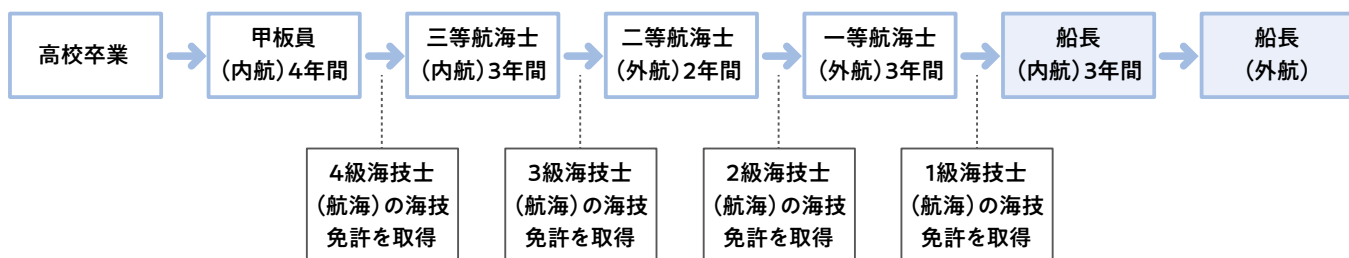 高校卒業
甲板員
(内航)4年間
三等航海士
(内航)3年間
二等航海士
(外航)2年間
一等航海士
(外航)3年間
船長
(内航)3年間
船長
(外航)
4級海技士
(航海)の海技
免許を取得
3級海技士
(航海)の海技
免許を取得
2級海技士
(航海)の海技
免許を取得
1級海技士
(航海)の海技
免許を取得